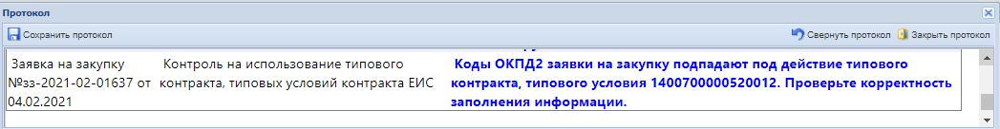 Протокол
Сохранить протокол Свернуть протокол Закрыть протокол
Заявка на закупку Контроль на использование типового Коды ОКПД2 заявки на закупку подпадают под действие типового
№зз-2021-02-01637 от контракта, типовых условий контракта ЕИС контракта, типового условия 1400700000520012. Проверьте корректность
04.02.2021 заполнения информации.